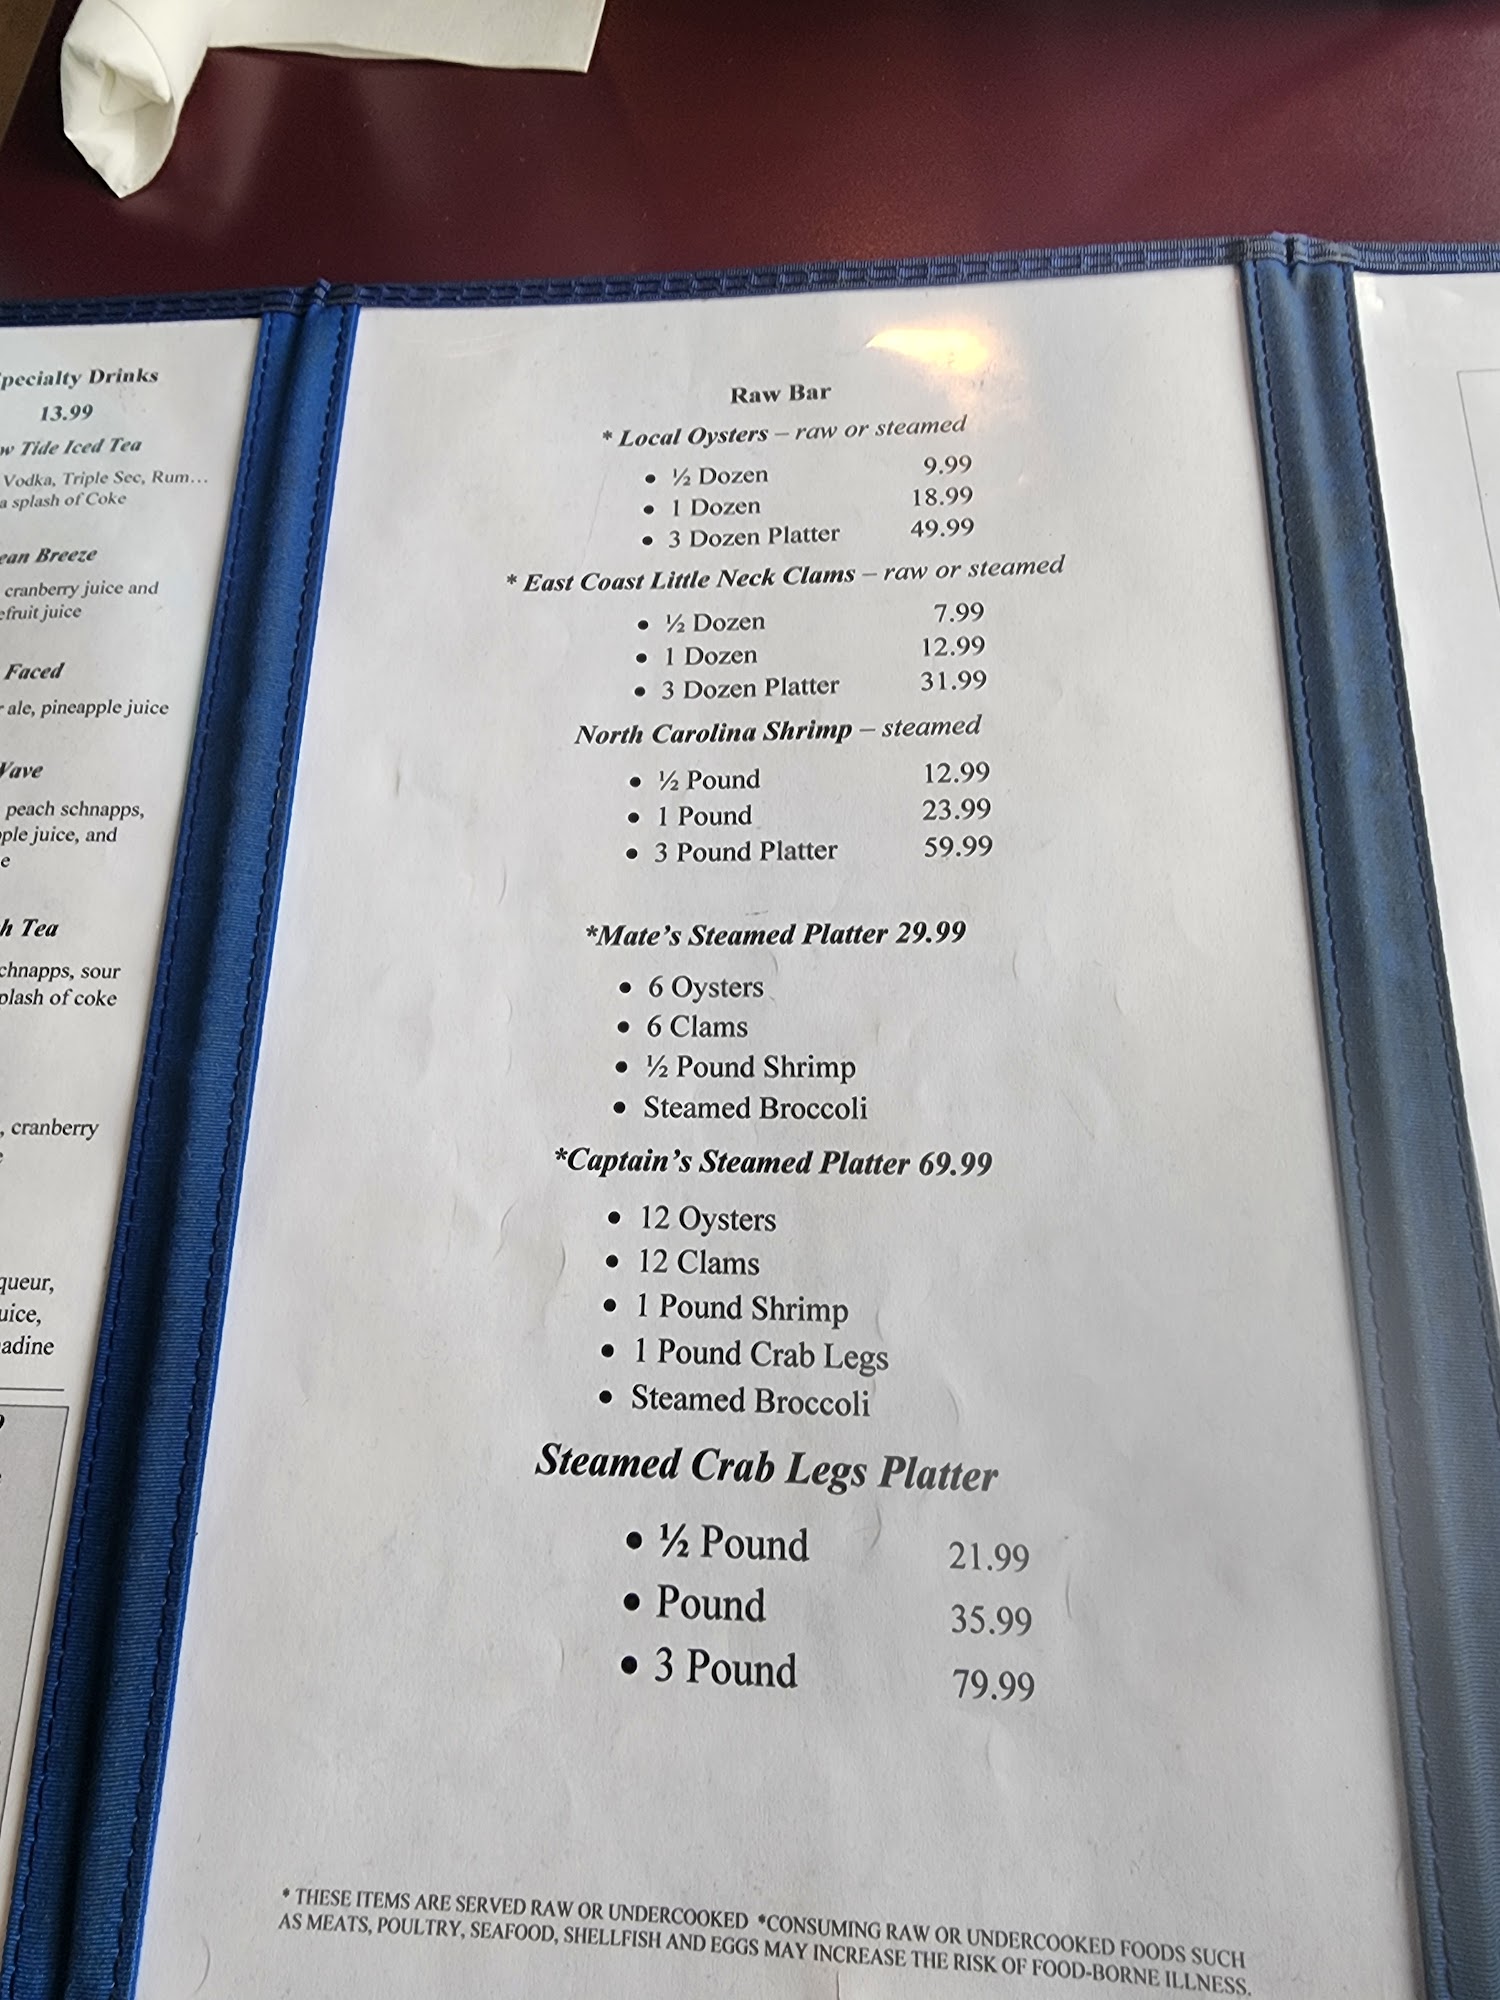 Specialty Drinks
13.99
Tide Iced Tea
Vodka, Triple Sec, Rum…
a splash of Coke
Breeze
cranberry juice and
juice
Faced
ale, pineapple juice
peach schnapps,
juice, and
Tea
sour
of coke
, cranberry
Raw Bar
* Local Oysters – raw or steamed
• ½ Dozen 9.99
• 1 Dozen 18.99
• 3 Dozen Platter 49.99
* East Coast Little Neck Clams – raw or steamed
• ½ Dozen 7.99
• 1 Dozen 12.99
• 3 Dozen Platter 31.99
North Carolina Shrimp – steamed
• ½ Pound 12.99
• 1 Pound 23.99
• 3 Pound Platter 59.99
*Mate's Steamed Platter 29.99
• 6 Oysters
• 6 Clams
• ½ Pound Shrimp
• Steamed Broccoli
*Captain's Steamed Platter 69.99
• 12 Oysters
• 12 Clams
• 1 Pound Shrimp
• 1 Pound Crab Legs
• Steamed Broccoli
Steamed Crab Legs Platter
• ½ Pound 21.99
• Pound 35.99
• 3 Pound 79.99
* THESE ITEMS ARE SERVED RAW OR UNDERCOOKED *CONSUMING RAW OR UNDERCOOKED FOODS SUCH
AS MEATS, POULTRY, SEAFOOD, SHELLFISH AND EGGS MAY INCREASE THE RISK OF FOOD-BORNE ILLNESS.